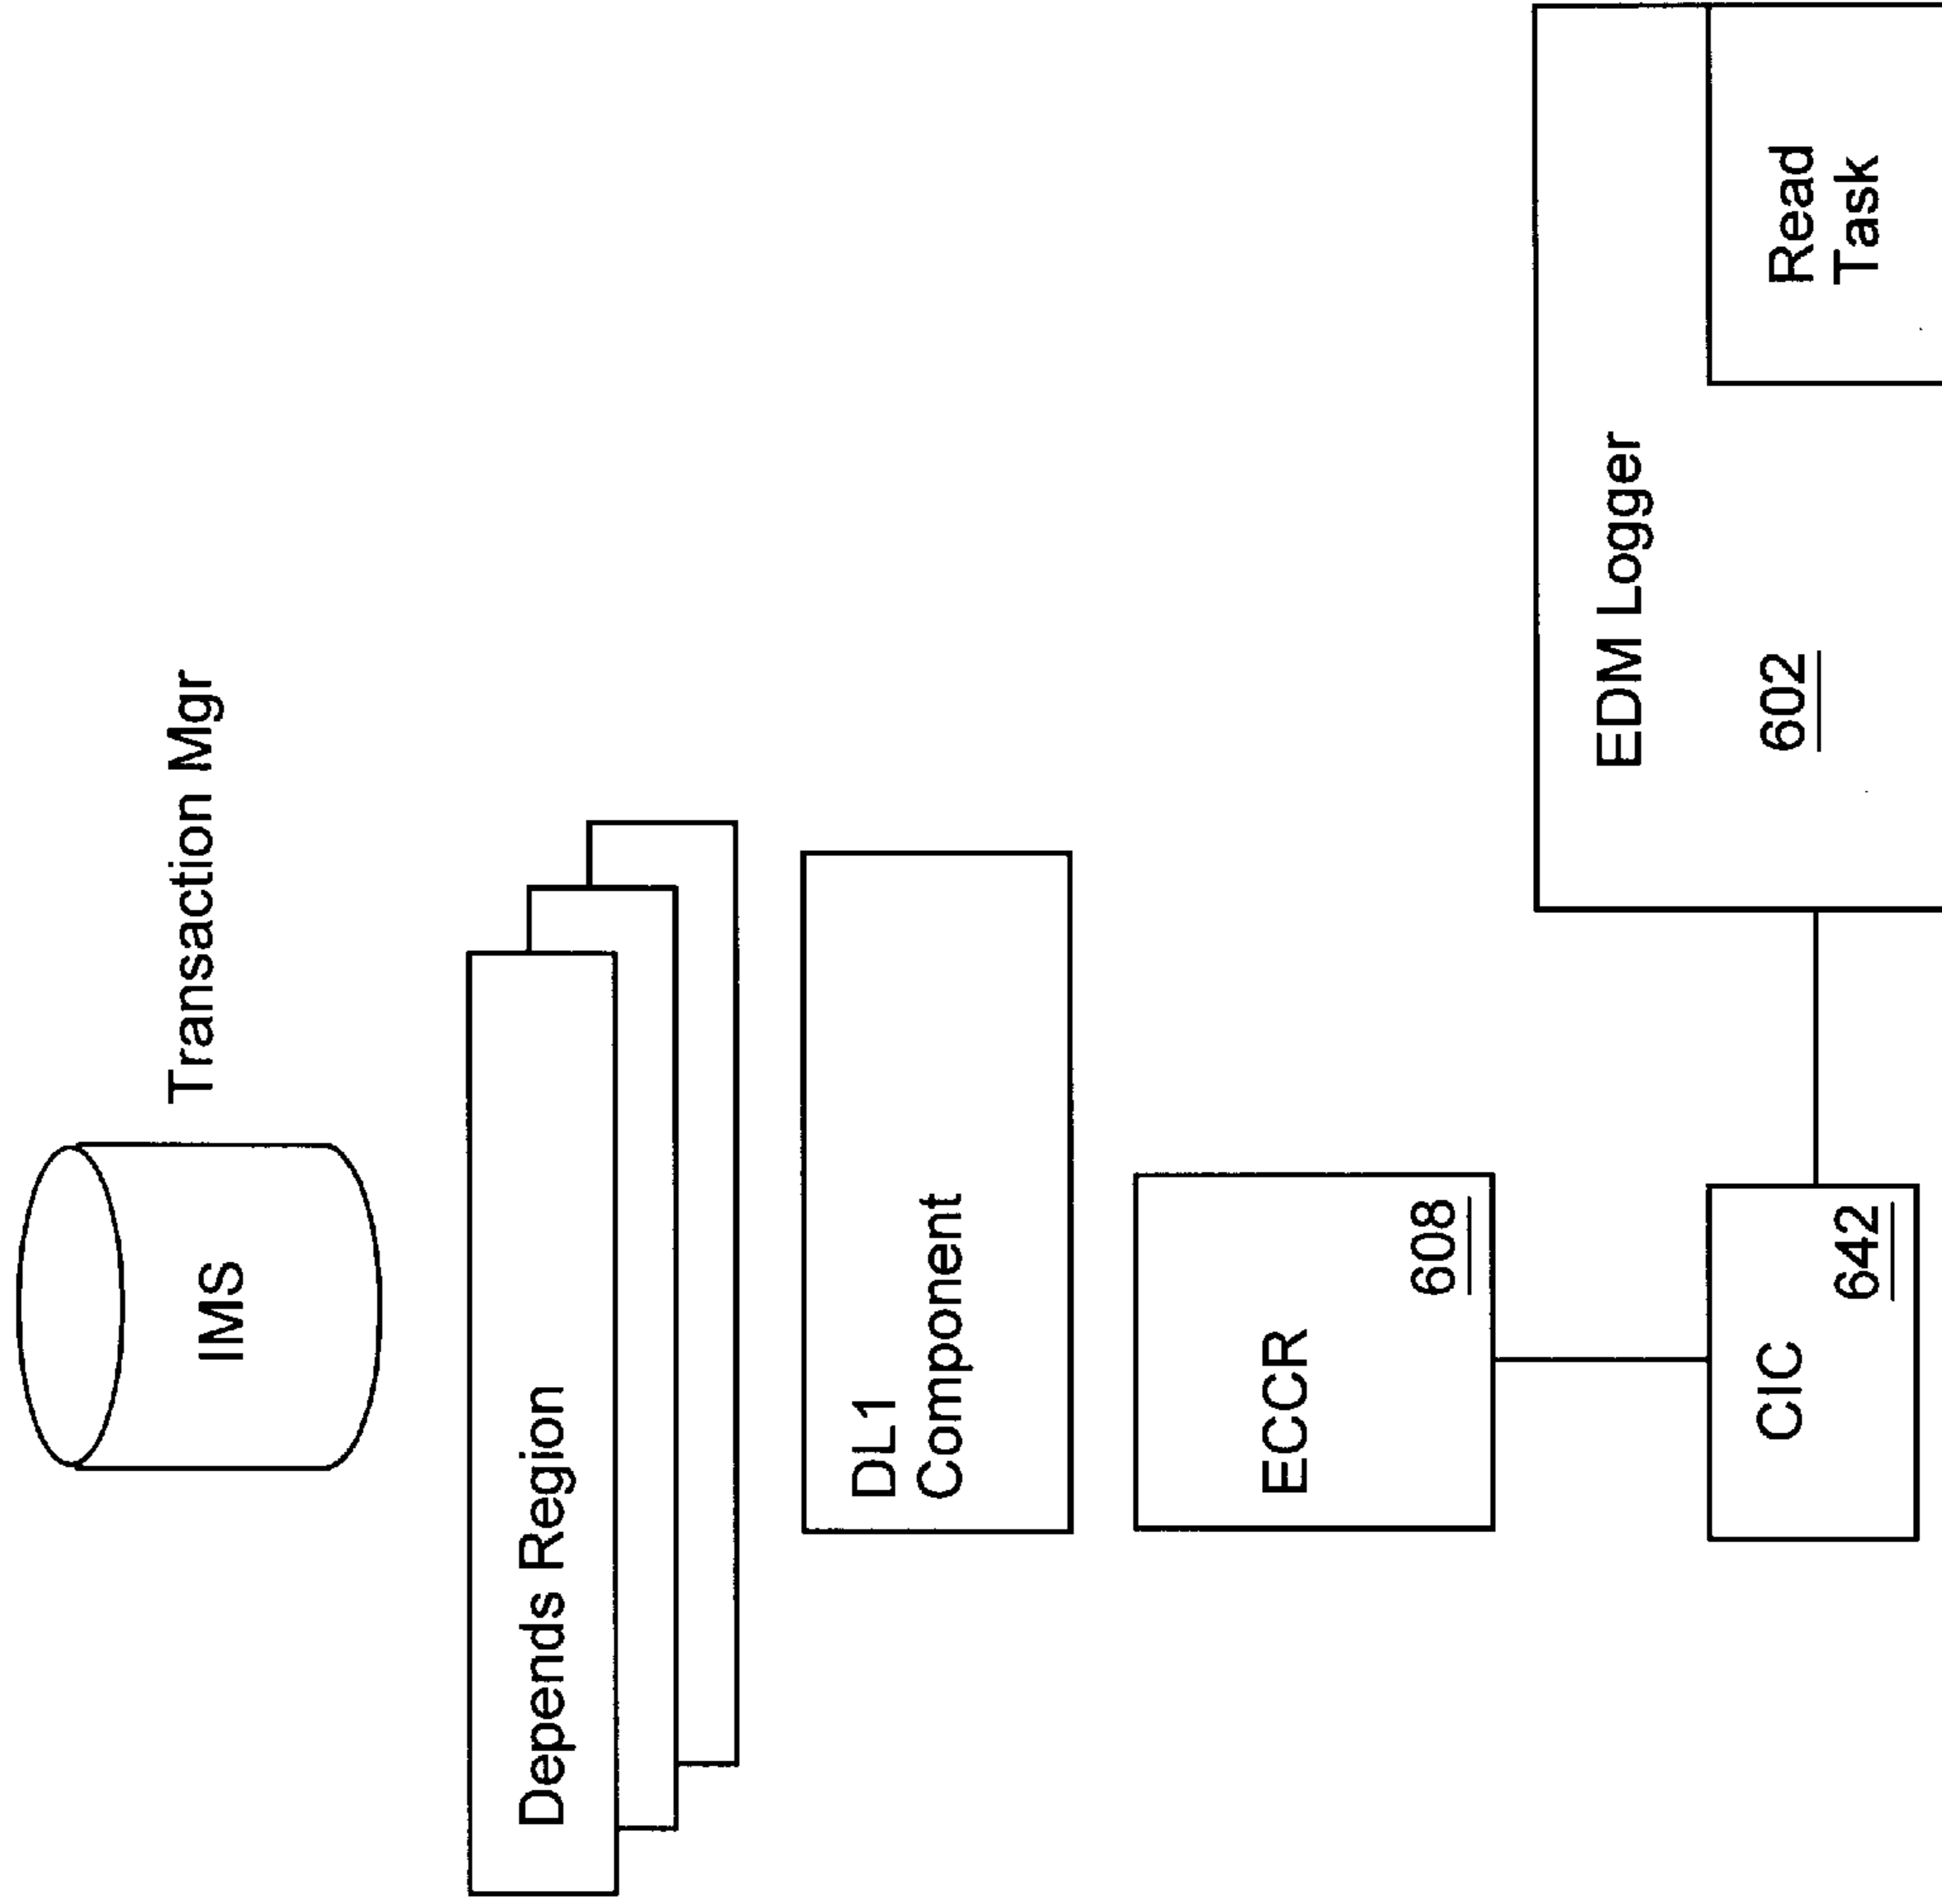 IMS
Transaction Mgr
Depends Region
DL1
Component
ECCR
608
CIC
642
EDM Logger
602
Read
Task